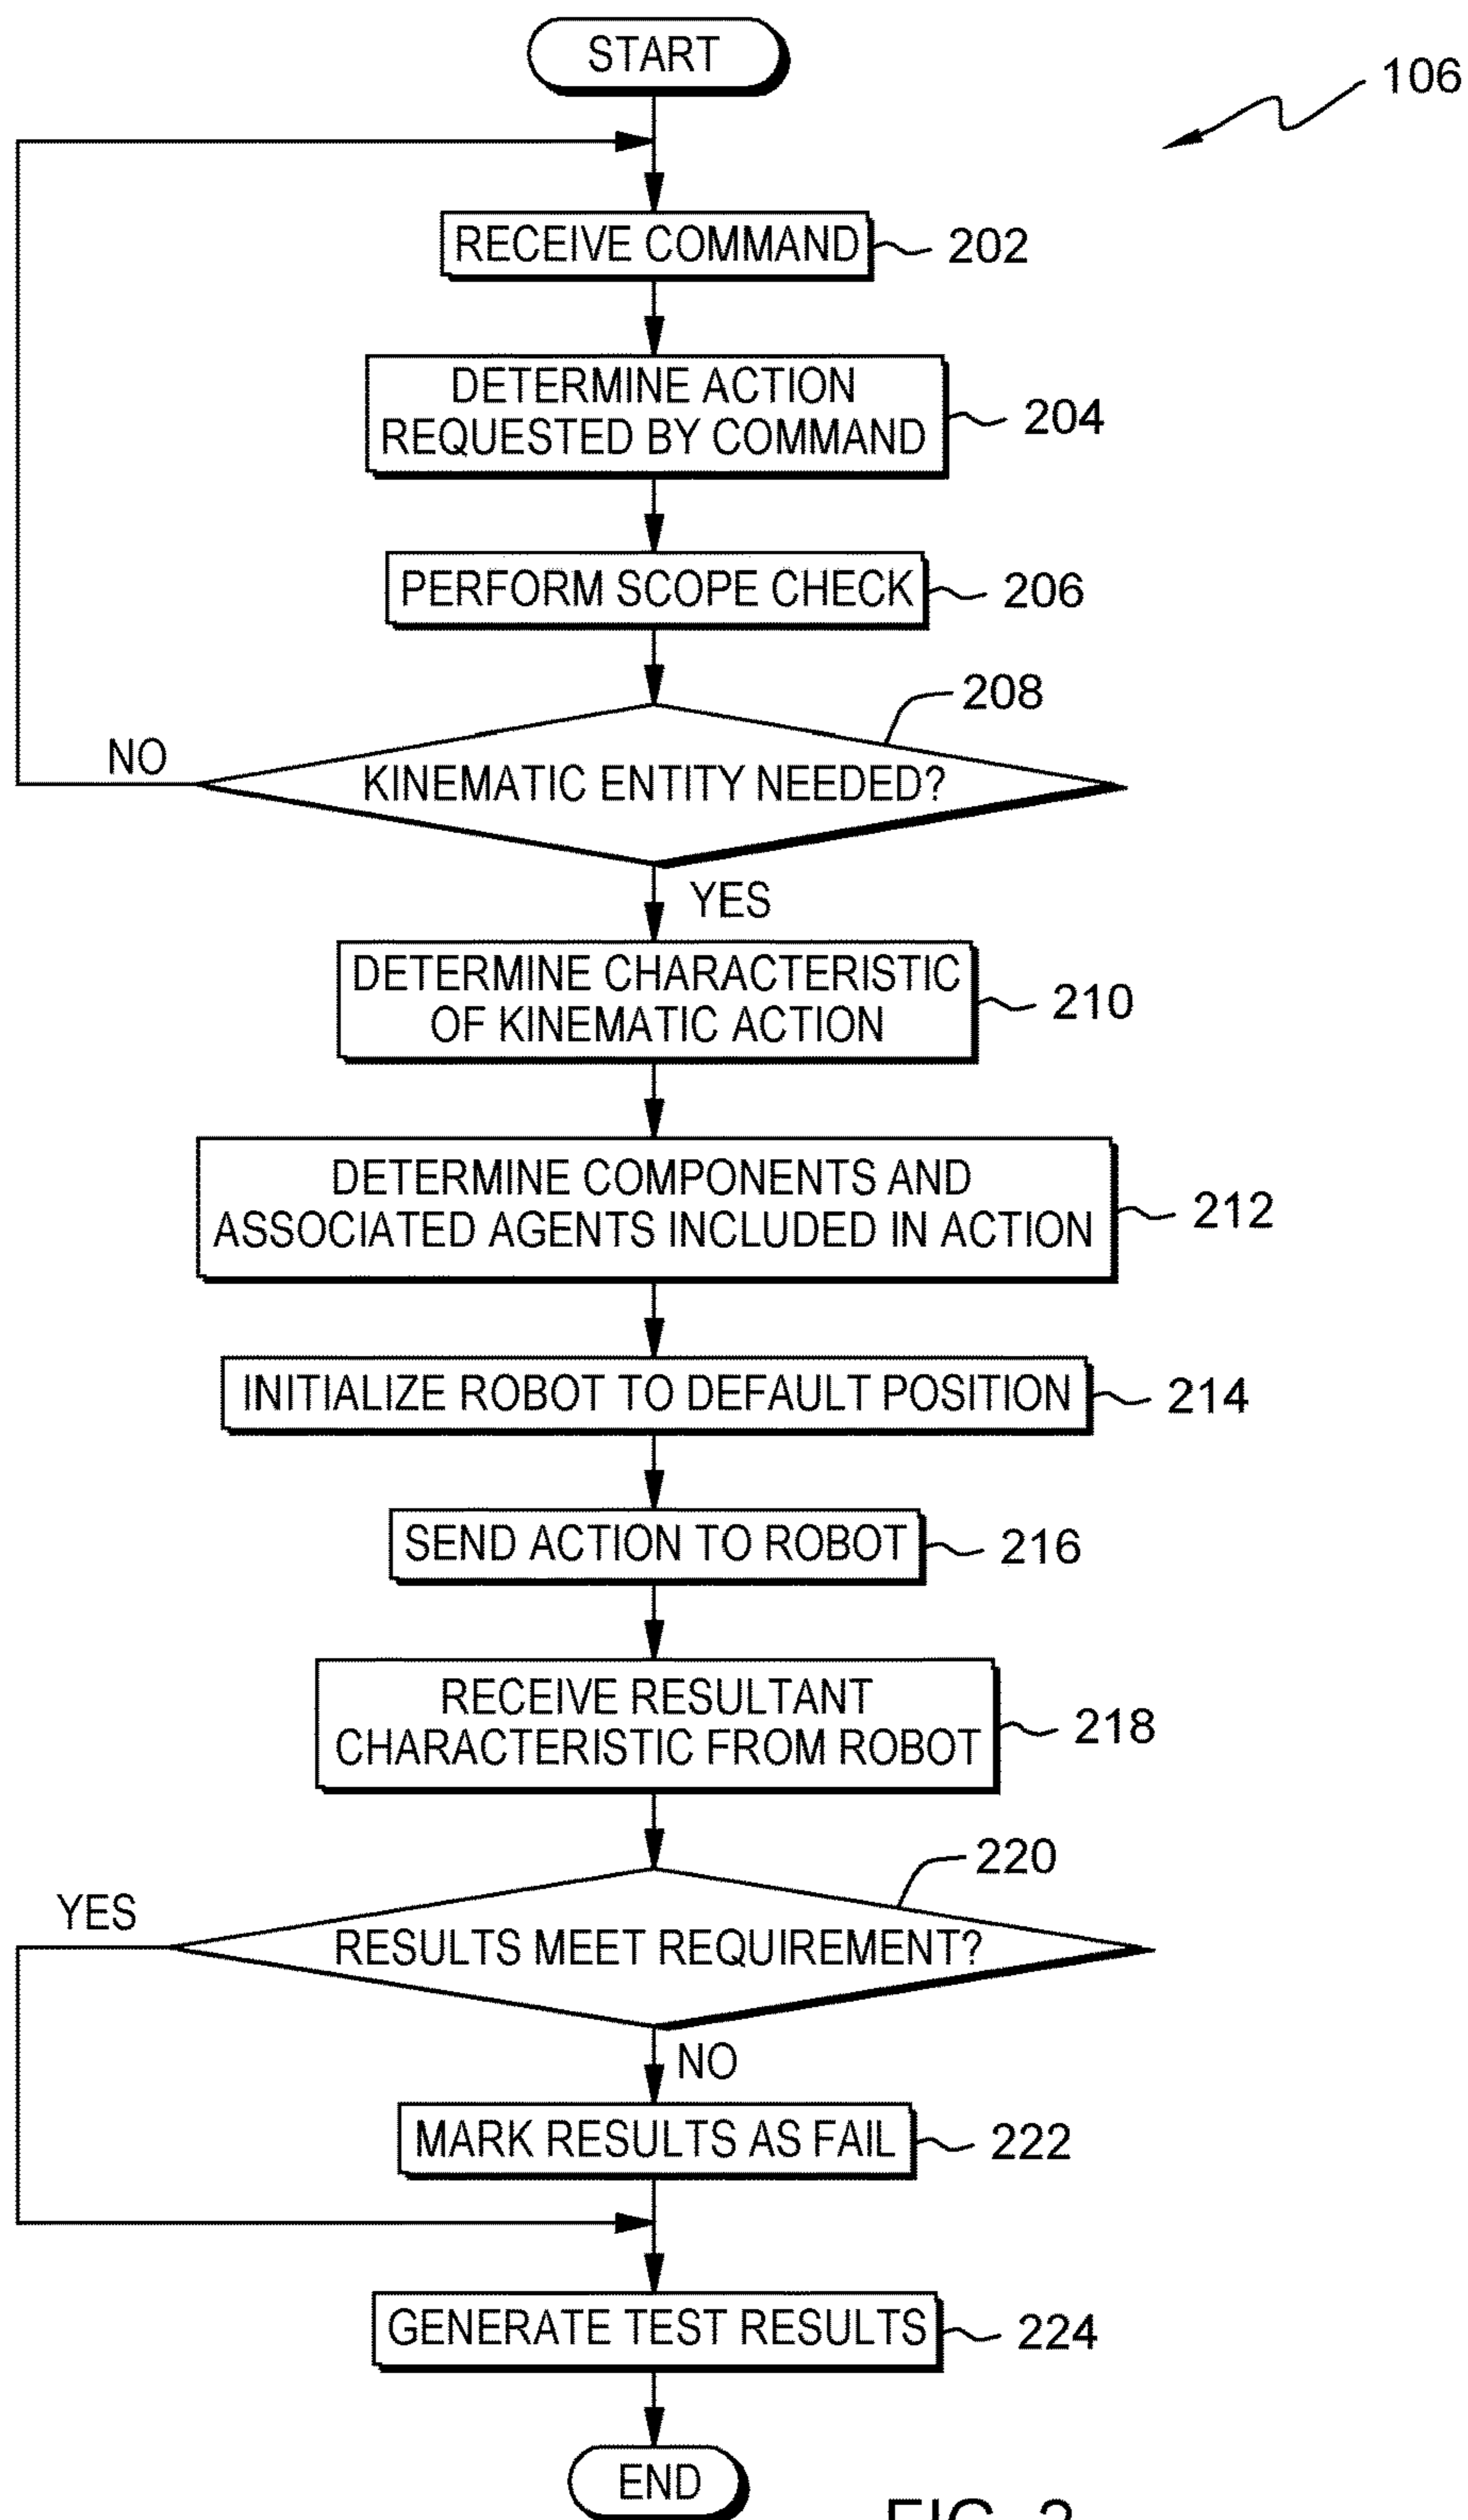 START
106
RECEIVE COMMAND
202
DETERMINE ACTION
REQUESTED BY COMMAND
204
PERFORM SCOPE CHECK
206
208
NO
KINEMATIC ENTITY NEEDED?
YES
DETERMINE CHARACTERISTIC
OF KINEMATIC ACTION
210
DETERMINE COMPONENTS AND
ASSOCIATED AGENTS INCLUDED IN ACTION
212
INITIALIZE ROBOT TO DEFAULT POSITION
214
SEND ACTION TO ROBOT
216
RECEIVE RESULTANT
CHARACTERISTIC FROM ROBOT
218
220
YES
RESULTS MEET REQUIREMENT?
NO
MARK RESULTS AS FAIL
222
GENERATE TEST RESULTS
224
END
FIG.